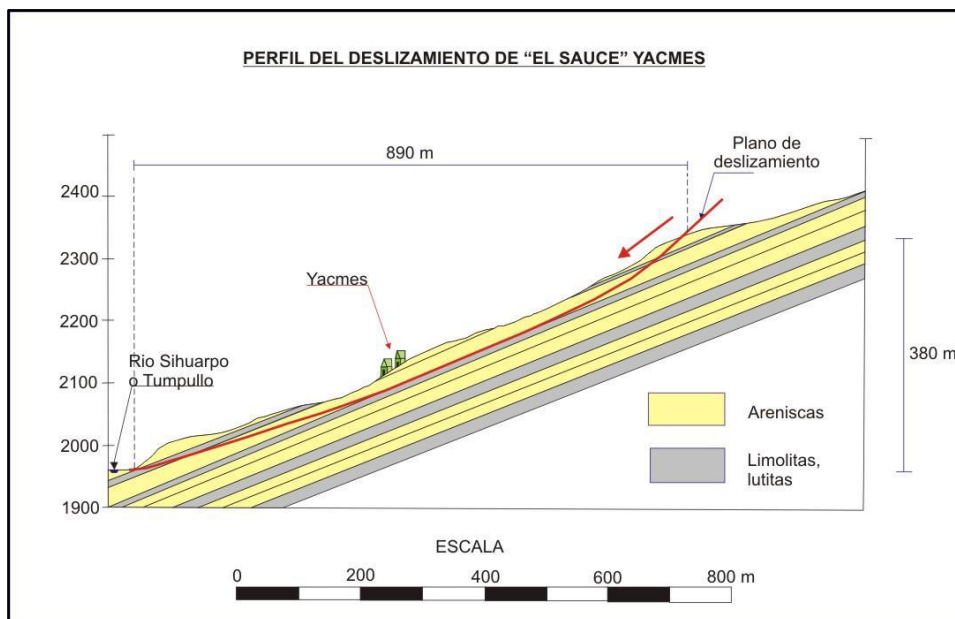 PERFIL DEL DESLIZAMIENTO DE “EL SAUCE” YACMES
890 m
Plano de
deslizamiento
2400
2300
2200
2100
2000
1900
Yacmes
Rio Sihuarpo
o Tumpullo
380 m
Areniscas
Limolitas,
lutitas
ESCALA
0 200 400 600 800 m